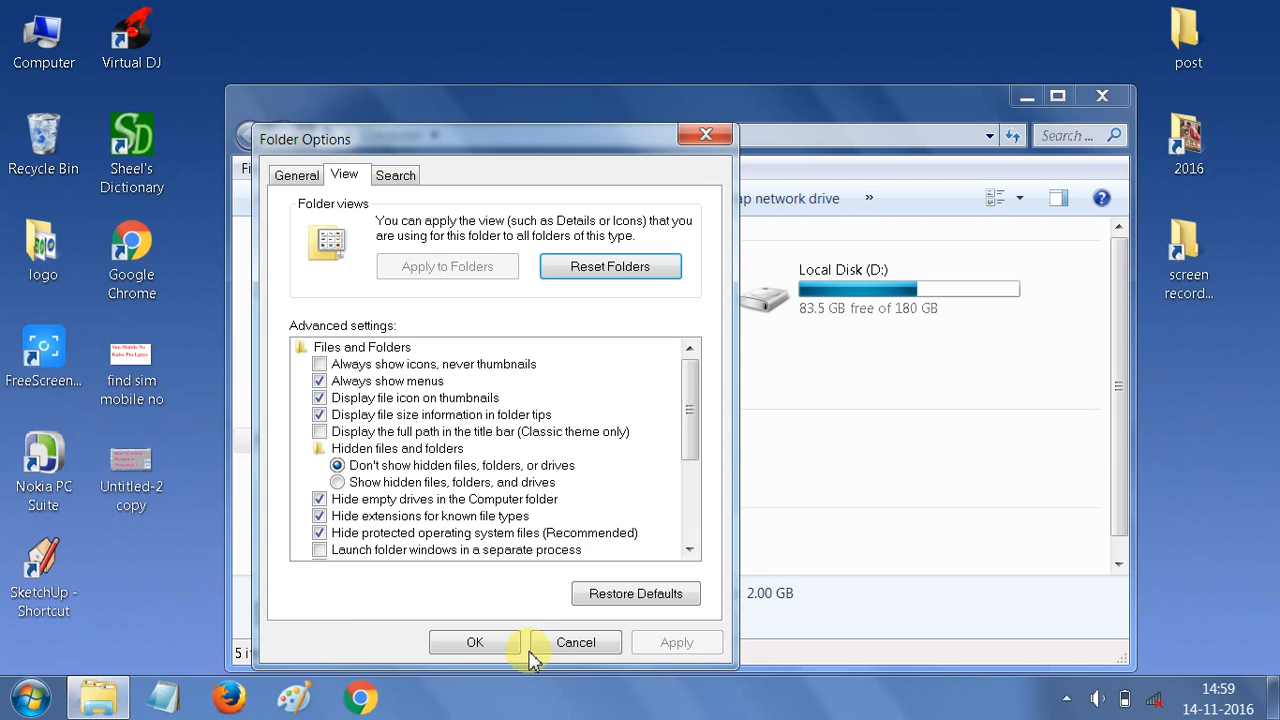 Computer
Virtual DJ
Recycle Bin
Sheel's
Dictionary
logo
Google
Chrome
FreeScreen...
find sim
mobile no
Nokia PC
Suite
Untitled-2
copy
SketchUp -
Shortcut
post
2016
screen
record...
Search ...
ap network drive
»
Local Disk (D:)
83.5 GB free of 180 GB
2.00 GB
Folder Options
General
View
Search
Folder views
You can apply the view (such as Details or Icons) that you
are using for this folder to all folders of this type.
Apply to Folders
Reset Folders
Advanced settings:
Files and Folders
Always show icons, never thumbnails
Always show menus
Display file icon on thumbnails
Display file size information in folder tips
Display the full path in the title bar (Classic theme only)
Hidden files and folders
Don't show hidden files, folders, or drives
Show hidden files, folders, and drives
Hide empty drives in the Computer folder
Hide extensions for known file types
Hide protected operating system files (Recommended)
Launch folder windows in a separate process
Restore Defaults
OK
Cancel
Apply
14:59
14-11-2016